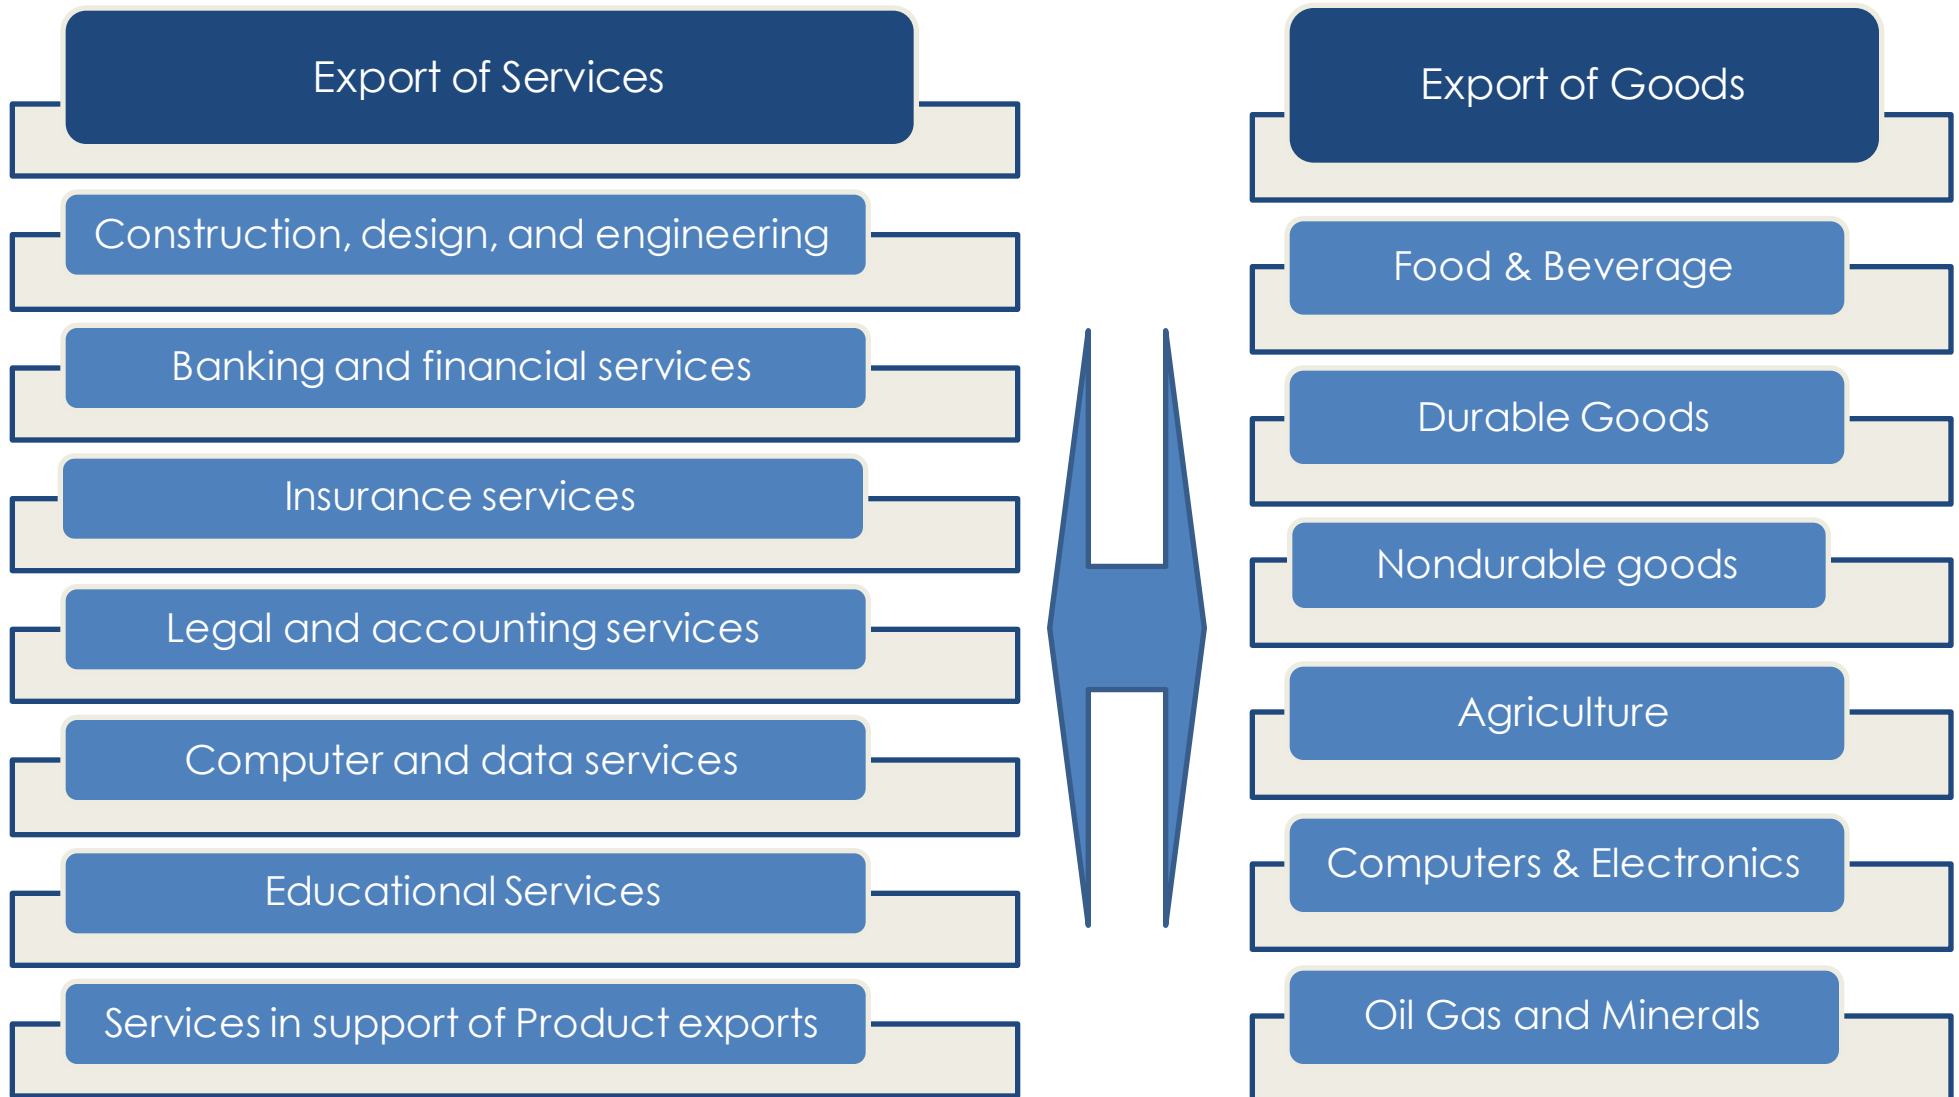 Export of Services
Construction, design, and engineering
Banking and financial services
Insurance services
Legal and accounting services
Computer and data services
Educational Services
Services in support of Product exports
Export of Goods
Food & Beverage
Durable Goods
Nondurable goods
Agriculture
Computers & Electronics
Oil Gas and Minerals